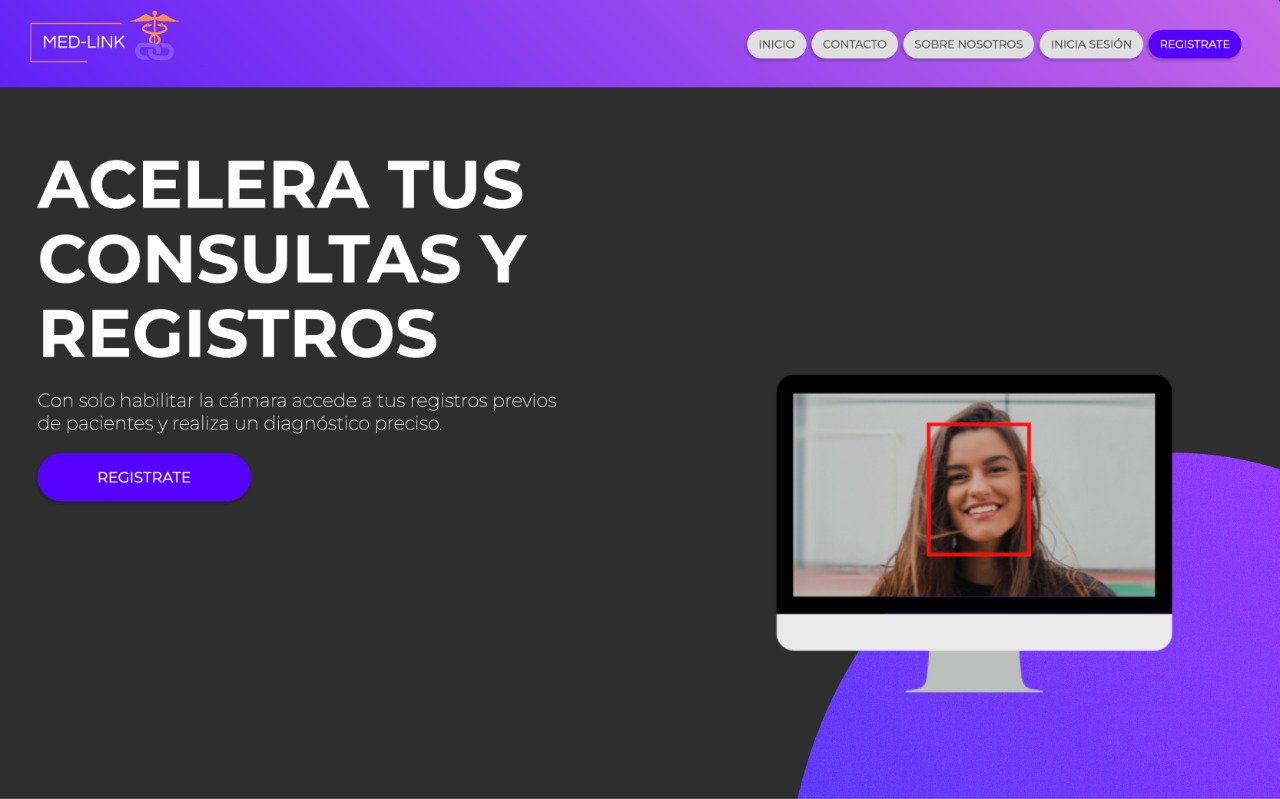 MED-LINK
INICIO
CONTACTO
SOBRE NOSOTROS
INICIA SESIÓN
REGISTRATE
ACELERA TUS
CONSULTAS Y
REGISTROS
Con solo habilitar la cámara accede a tus registros previos
de pacientes y realiza un diagnóstico preciso.
REGISTRATE